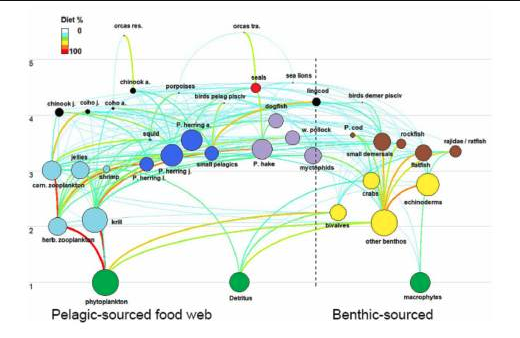 Diet %
0
100
orcas res.
orcas tra.
5
chinook a.
porpoises
seals
sea lions
birds pelag pisciv
lingcod
birds demer pisciv
chinook j.
coho j.
coho a.
4
dogfish
squid
P. herring a.
w. pollock
P. cod
rockfish
P. hake
small demersals
rajidae / ratfish
jellies
P. herring j.
small pelagics
flatfish
3
carn. zooplankton
shrimp
P. herring l.
myctophids
crabs
echinoderms
krill
2
herb. zooplankton
bivalves
other benthos
1
phytoplankton
Detritus
macrophytes
Pelagic-sourced food web
Benthic-sourced